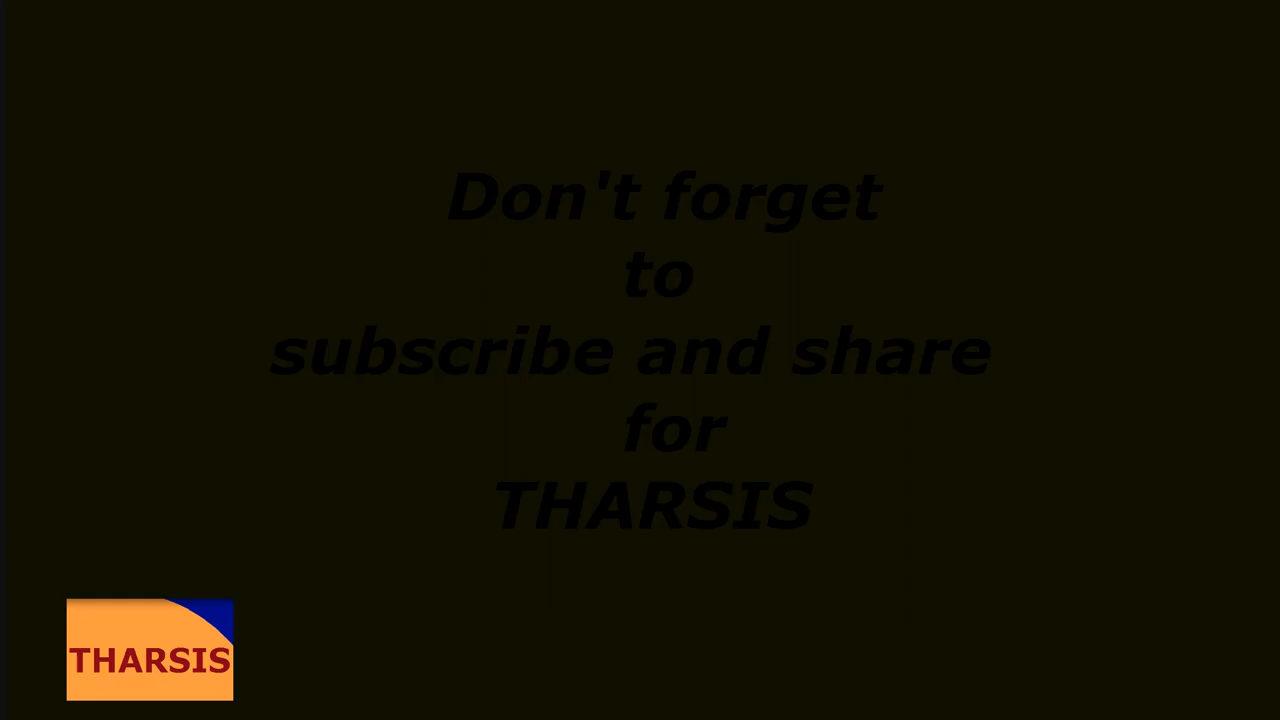 Don't forget
to
subscribe and share
for
THARSIS
THARSIS